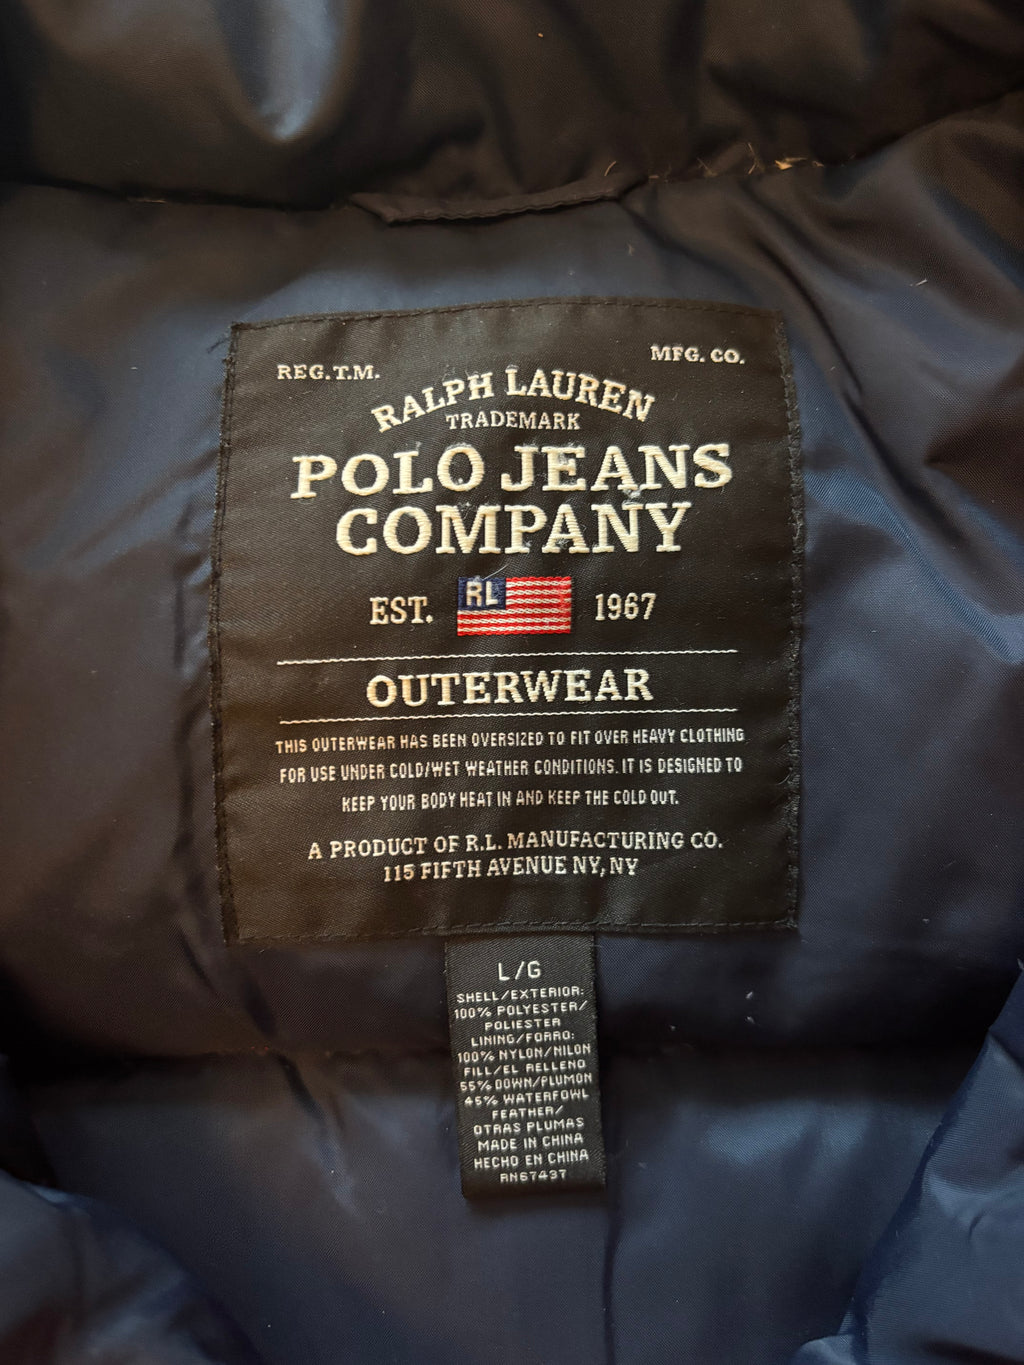 REG.T.M.
MFG. CO.
RALPH LAUREN
TRADEMARK
POLO JEANS
COMPANY
EST. RL 1967
OUTERWEAR
THIS OUTERWEAR HAS BEEN OVERSIZED TO FIT OVER HEAVY CLOTHING
FOR USE UNDER COLD/WET WEATHER CONDITIONS. IT IS DESIGNED TO
KEEP YOUR BODY HEAT IN AND KEEP THE COLD OUT.
A PRODUCT OF R.L. MANUFACTURING CO.
115 FIFTH AVENUE NY, NY
L/G
SHELL/EXTERIOR:
100% POLYESTER/
POLIESTER
LINING/FORRO:
100% NYLON/NILON
FILL/EL RELLENO
55% DOWN/PLUMON
45% WATERFOWL
FEATHER/
OTRAS PLUMAS
MADE IN CHINA
HECHO EN CHINA
RN67437